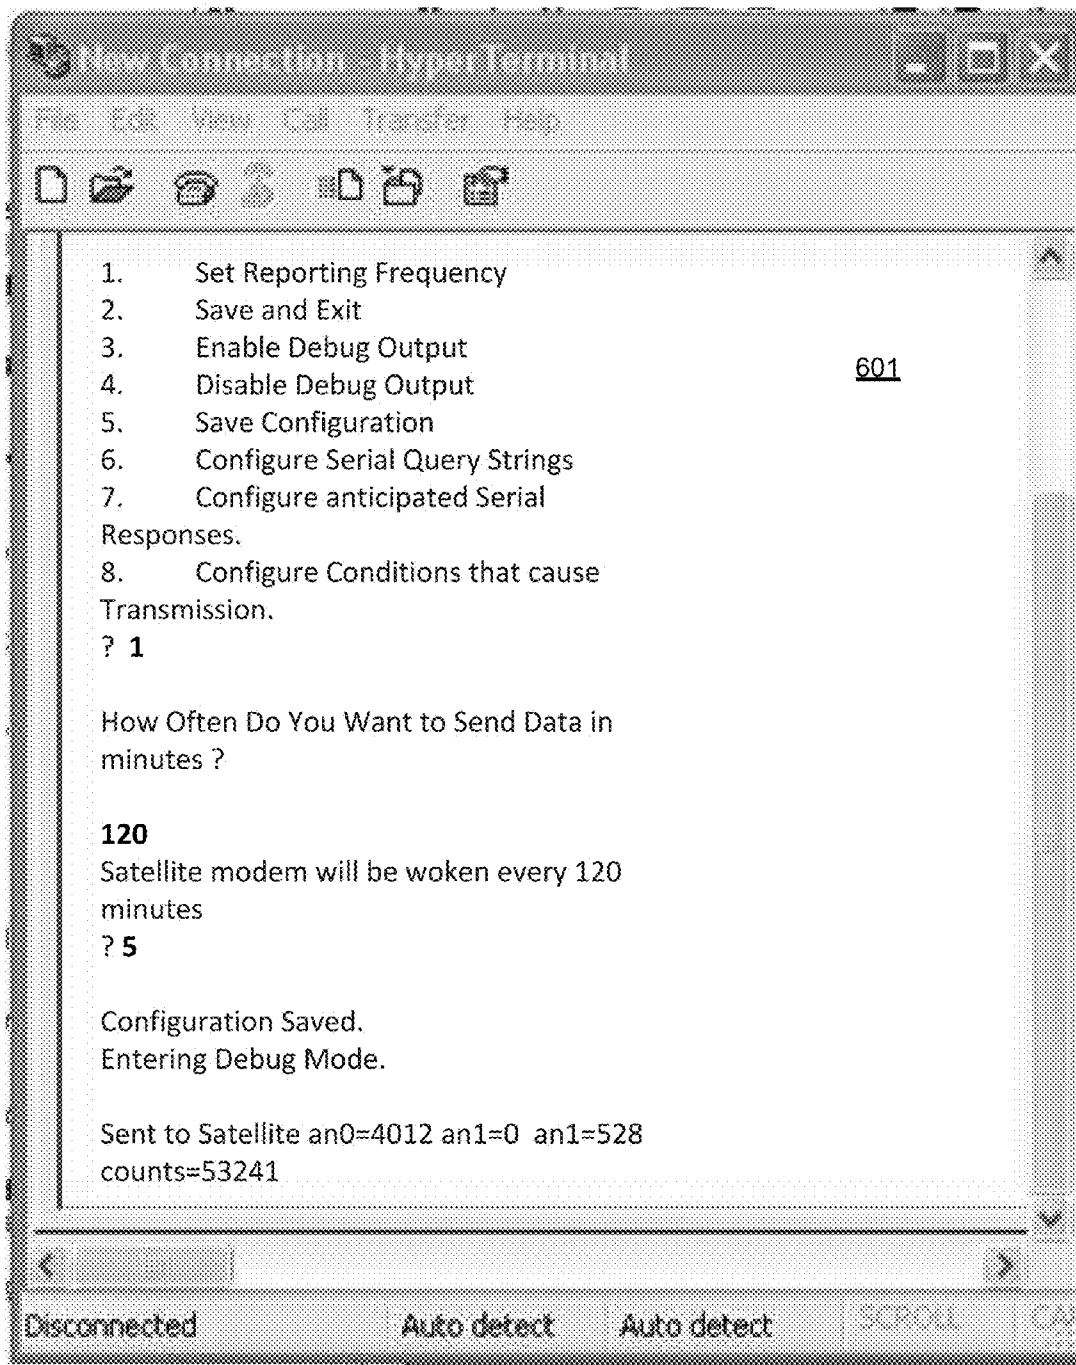 New Connection - HyperTerminal
File Edit View Call Transfer Help
1. Set Reporting Frequency
2. Save and Exit
3. Enable Debug Output
601
4. Disable Debug Output
5. Save Configuration
6. Configure Serial Query Strings
7. Configure anticipated Serial
Responses.
8. Configure Conditions that cause
Transmission.
? 1
How Often Do You Want to Send Data in
minutes ?
120
Satellite modem will be woken every 120
minutes
? 5
Configuration Saved.
Entering Debug Mode.
Sent to Satellite an0=4012 an1=0 an1=528
counts=53241
Disconnected Auto detect Auto detect SCROLL